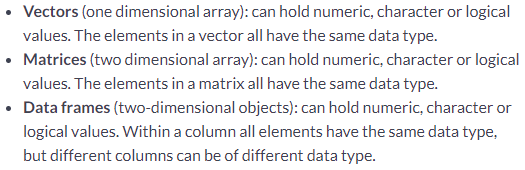 • Vectors (one dimensional array): can hold numeric, character or logical
values. The elements in a vector all have the same data type.
• Matrices (two dimensional array): can hold numeric, character or logical
values. The elements in a matrix all have the same data type.
• Data frames (two-dimensional objects): can hold numeric, character or
logical values. Within a column all elements have the same data type,
but different columns can be of different data type.